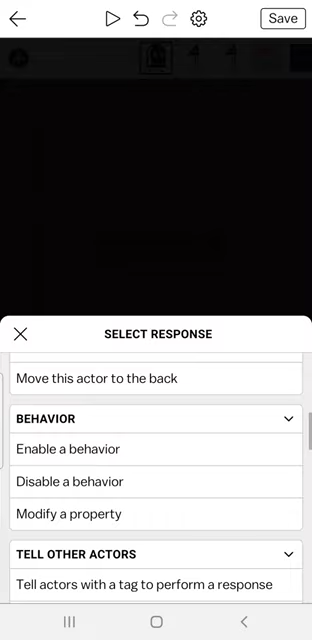 Save
SELECT RESPONSE
Move this actor to the back
BEHAVIOR
Enable a behavior
Disable a behavior
Modify a property
TELL OTHER ACTORS
Tell actors with a tag to perform a response